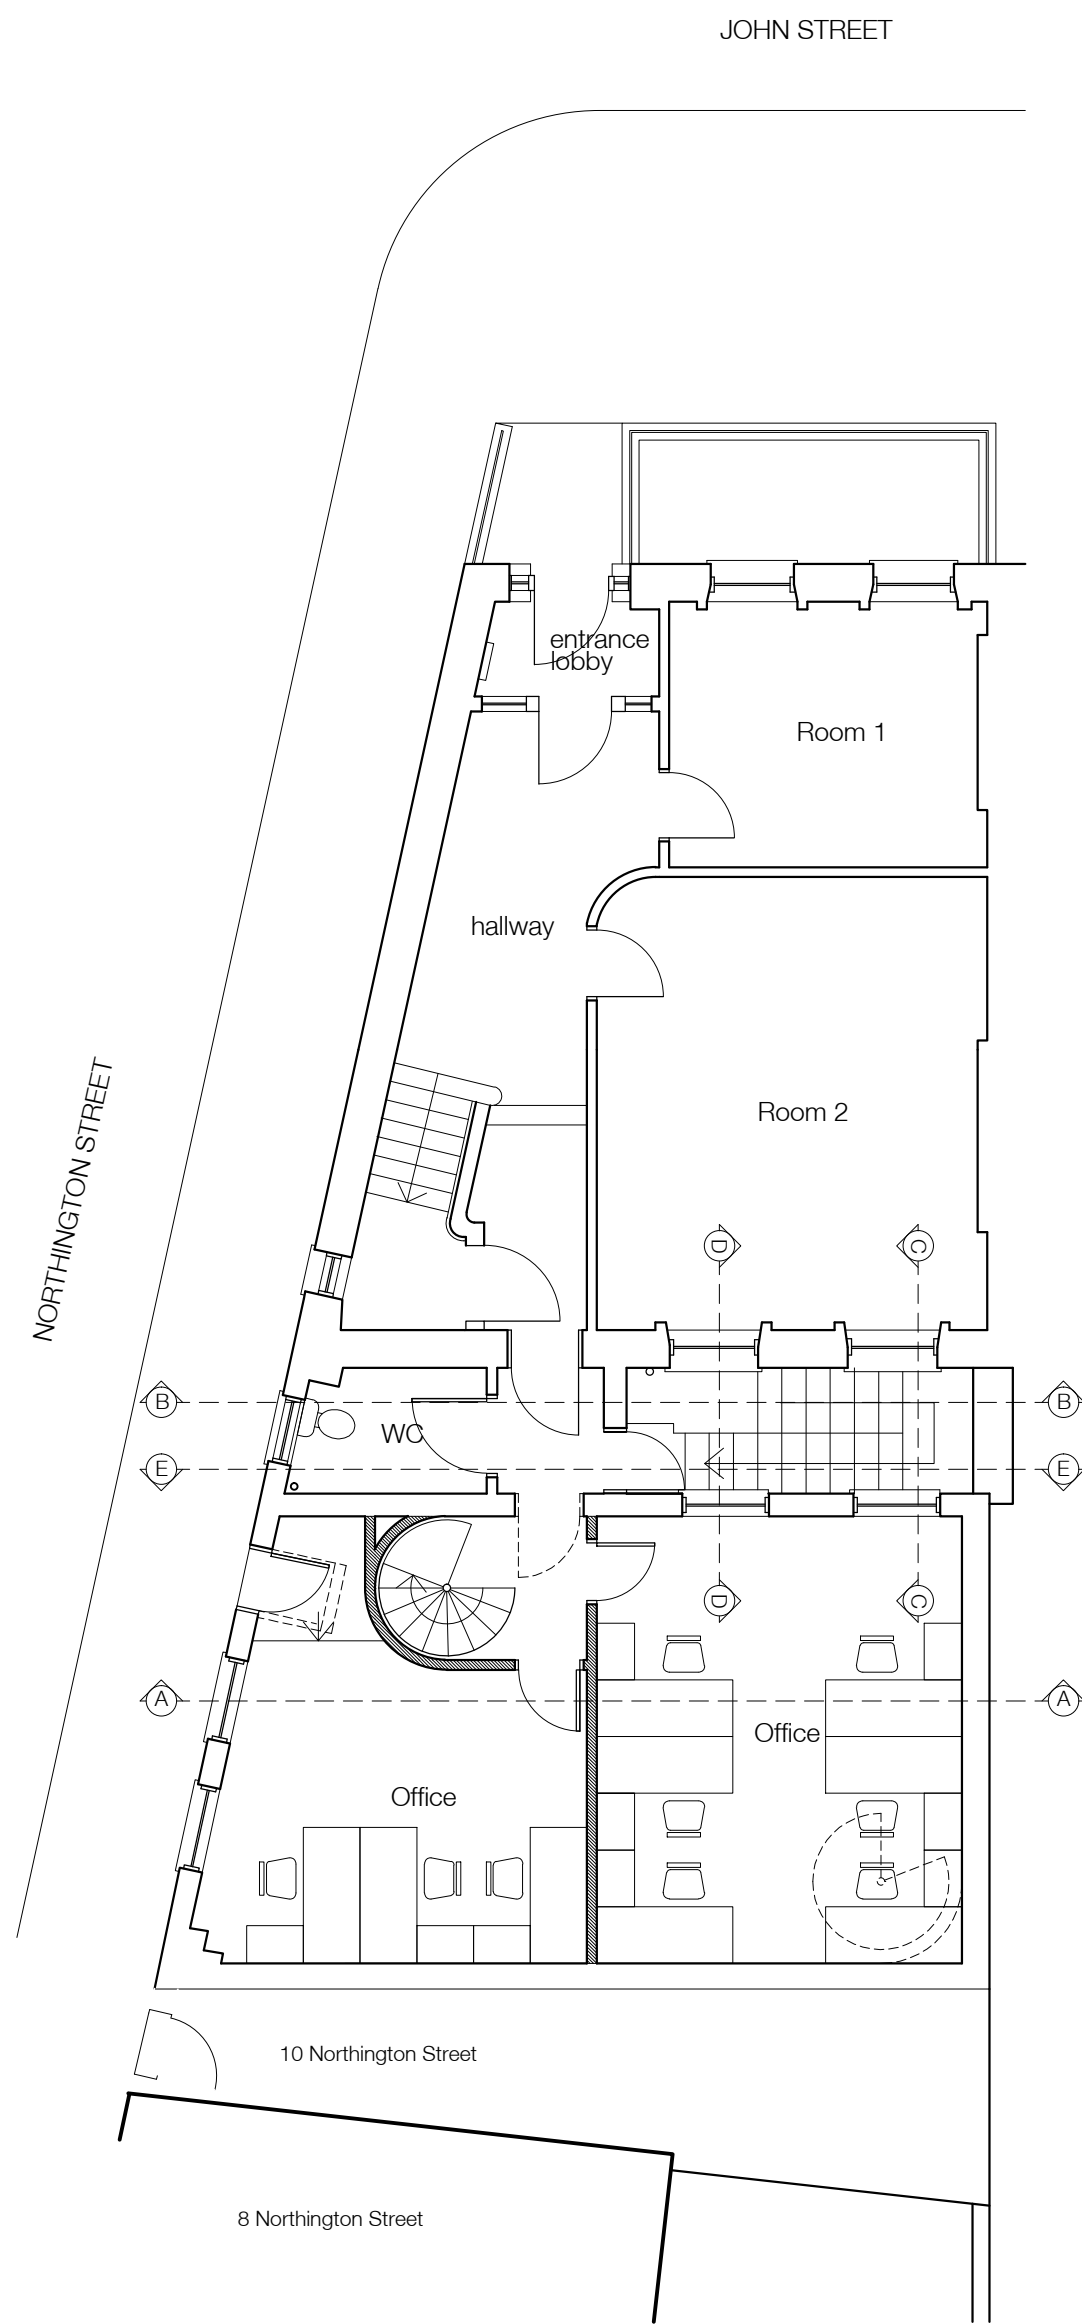 JOHN STREET
entrance
lobby
Room 1
hallway
NORTHINGTON STREET
Room 2
D
C
B
B
WC
E
E
D
C
A
A
Office
Office
10 Northington Street
8 Northington Street